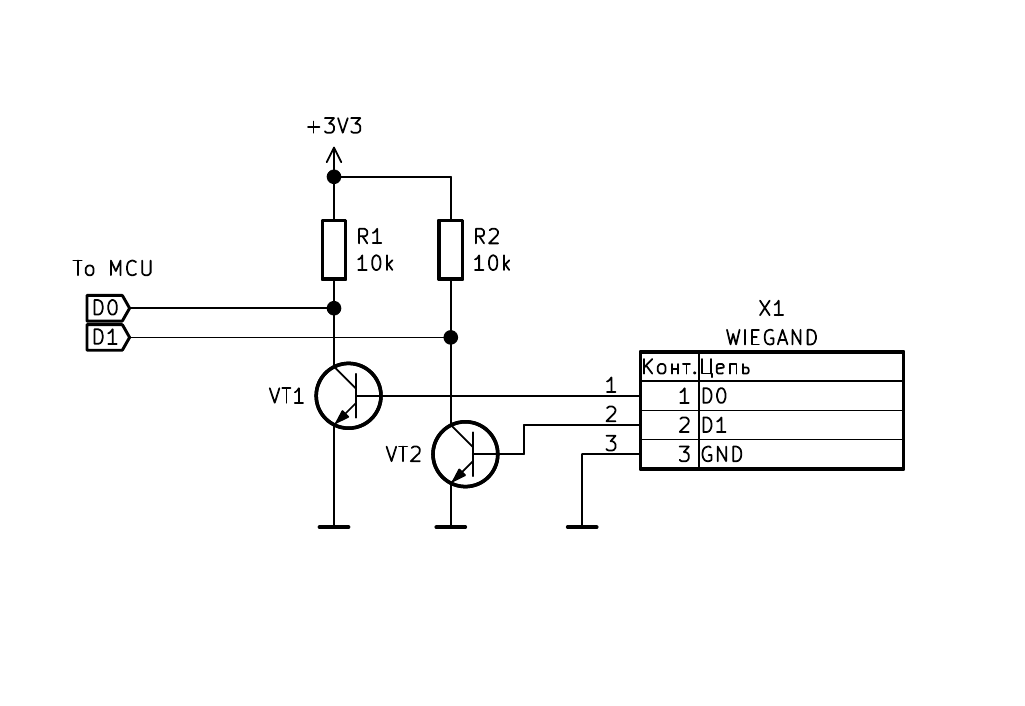 +3V3
R1
10k
R2
10k
To MCU
D0
D1
X1
WIEGAND
Конт. Цепь
VT1
1
1 D0
2
2 D1
VT2
3
3 GND